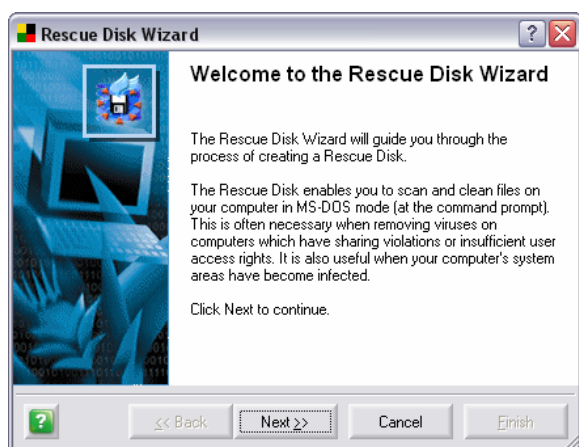 Rescue Disk Wizard
Welcome to the Rescue Disk Wizard
The Rescue Disk Wizard will guide you through the
process of creating a Rescue Disk.
The Rescue Disk enables you to scan and clean files on
your computer in MS-DOS mode (at the command prompt).
This is often necessary when removing viruses on
computers which have sharing violations or insufficient user
access rights. It is also useful when your computer's system
areas have become infected.
Click Next to continue.
? << Back Next >> Cancel Finish